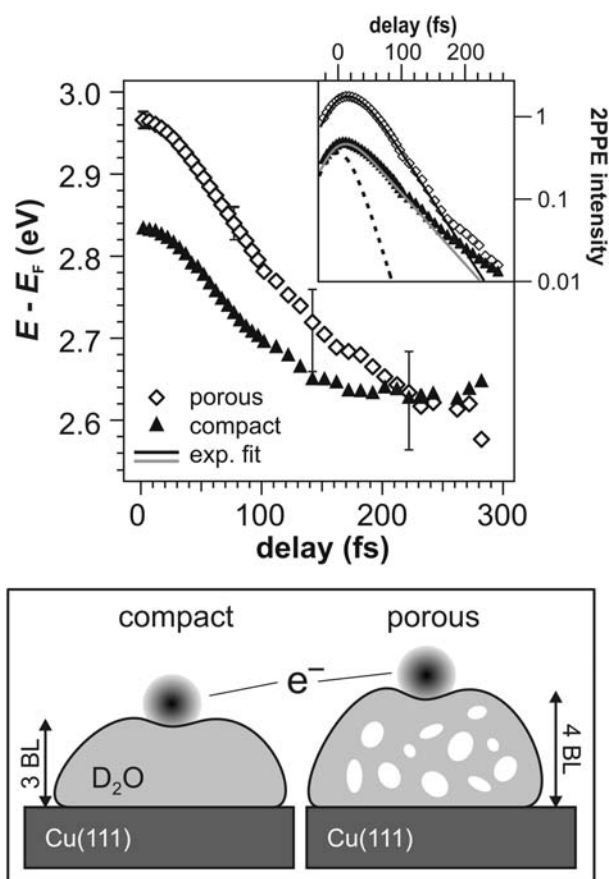 delay (fs)
0 100 200
3.0
2.9
2.8
2.7
2.6
E - E_F (eV)
1
0.1
0.01
2PPE intensity
porous
compact
exp. fit
0 100 200 300
delay (fs)
compact porous
e⁻
3 BL
D₂O
4 BL
Cu(111) Cu(111)